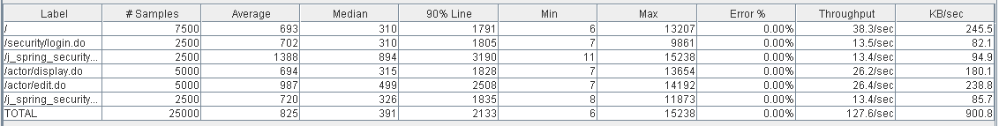 Label # Samples Average Median 90% Line Min Max Error % Throughput KB/sec
/ 7500 693 310 1791 6 13207 0.00% 38.3/sec 245.5
/security/login.do 2500 702 310 1805 7 9861 0.00% 13.5/sec 82.1
/j_spring_security... 2500 1388 894 3190 11 15238 0.00% 13.4/sec 94.9
/actor/display.do 5000 694 315 1828 7 13654 0.00% 26.2/sec 180.1
/actor/edit.do 5000 987 499 2508 7 14192 0.00% 26.4/sec 238.8
/j_spring_security... 2500 720 326 1835 8 11873 0.00% 13.4/sec 85.7
TOTAL 25000 825 391 2133 6 15238 0.00% 127.6/sec 900.8